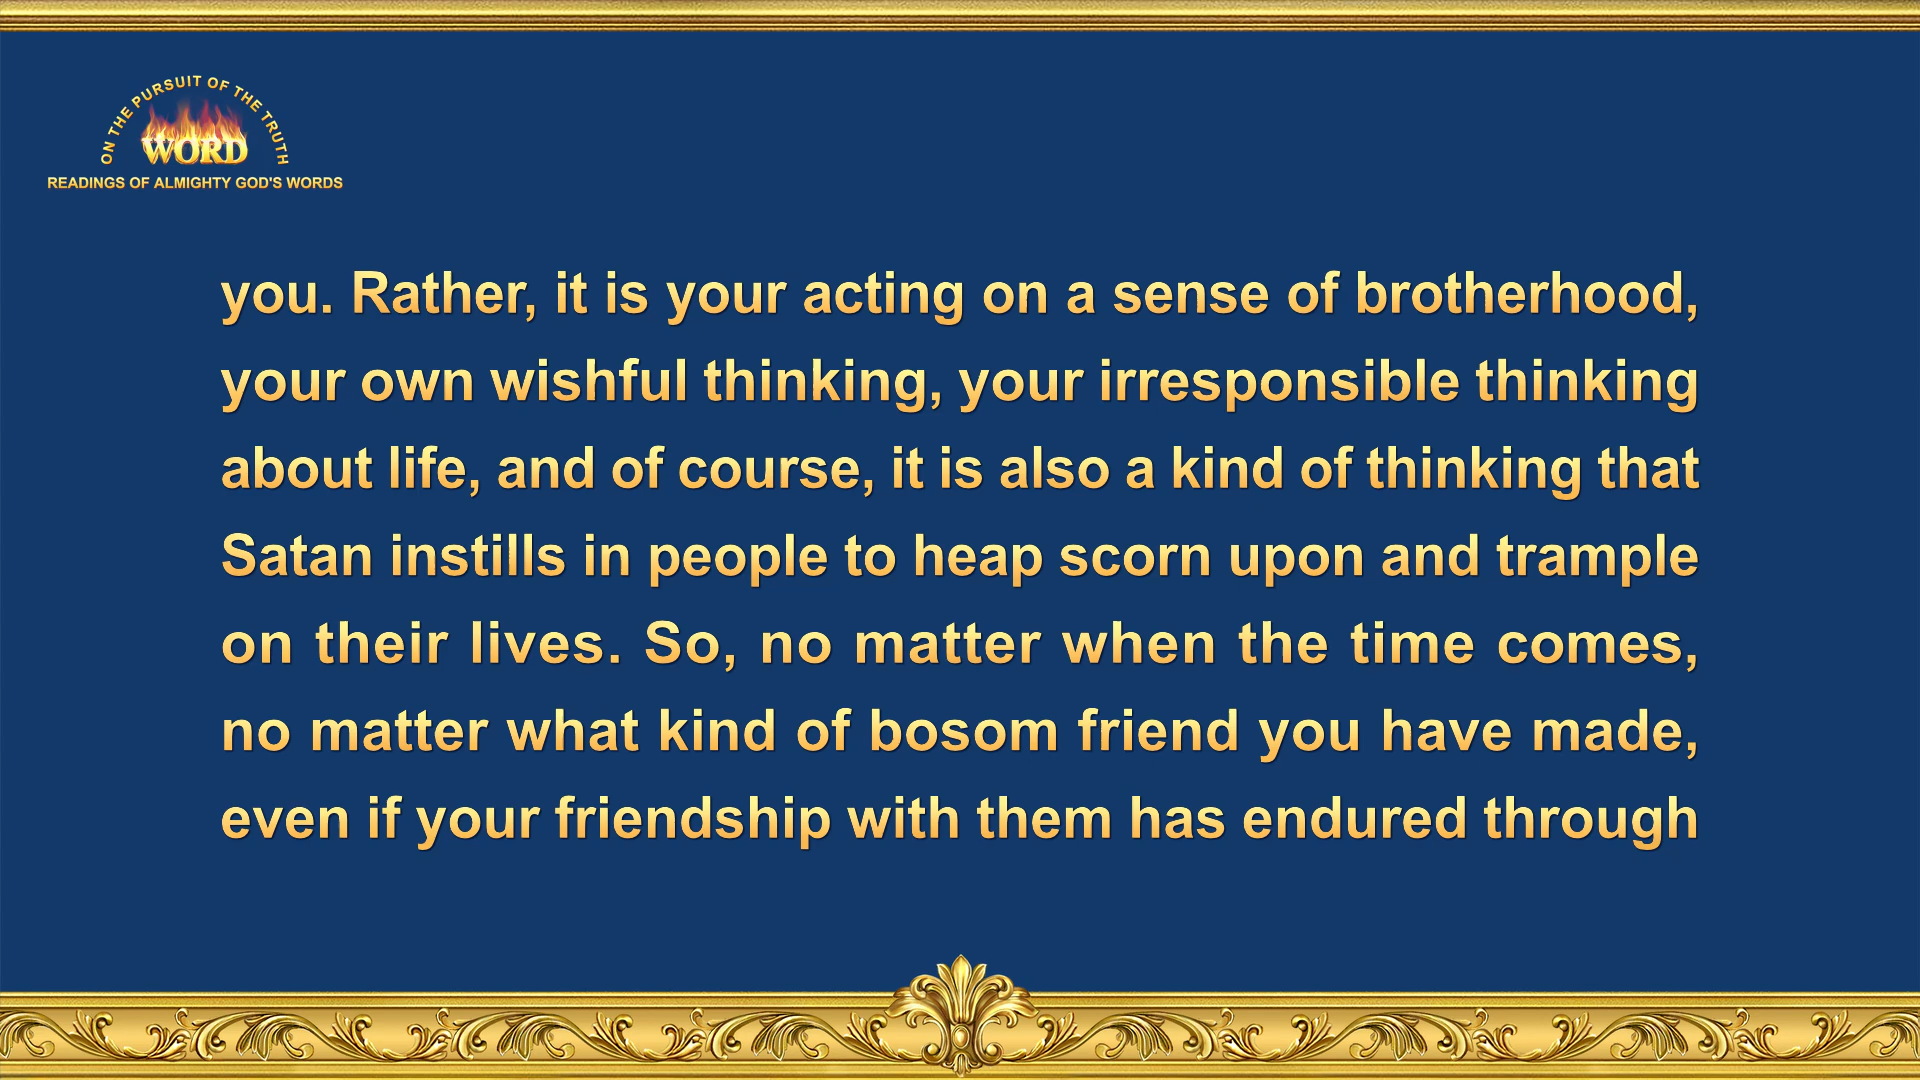 ON THE PURSUIT OF THE TRUTH
WORD
READINGS OF ALMIGHTY GOD'S WORDS
you. Rather, it is your acting on a sense of brotherhood,
your own wishful thinking, your irresponsible thinking
about life, and of course, it is also a kind of thinking that
Satan instills in people to heap scorn upon and trample
on their lives. So, no matter when the time comes,
no matter what kind of bosom friend you have made,
even if your friendship with them has endured through